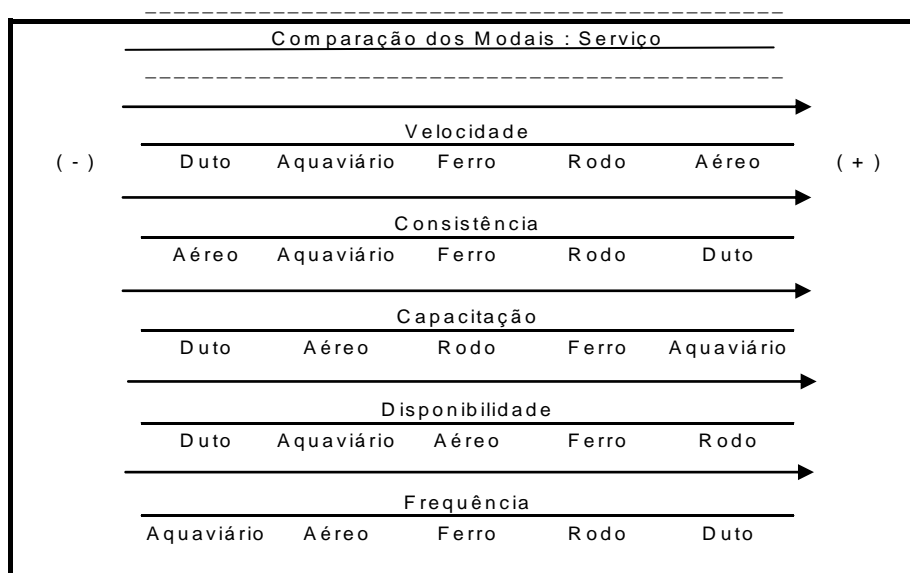 Comparação dos Modais : Serviço
Velocidade
( - ) Duto Aquaviário Ferro Rodo Aéreo ( + )
Consistência
Aéreo Aquaviário Ferro Rodo Duto
Capacitação
Duto Aéreo Rodo Ferro Aquaviário
Disponibilidade
Duto Aquaviário Aéreo Ferro Rodo
Frequência
Aquaviário Aéreo Ferro Rodo Duto